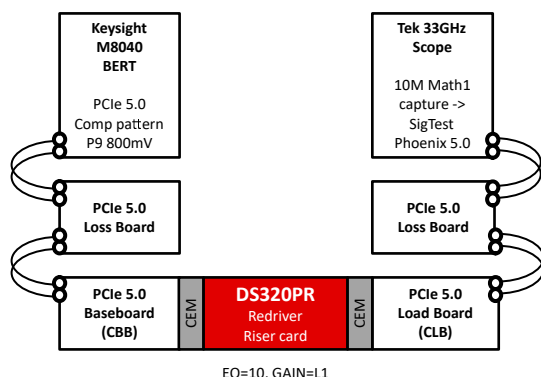 Keysight
M8040
BERT
PCIe 5.0
Comp pattern
P9 800mV
Tek 33GHz
Scope
10M Math1
capture ->
SigTest
Phoenix 5.0
PCIe 5.0
Loss Board
PCIe 5.0
Loss Board
PCIe 5.0
Baseboard
(CBB)
CEM
DS320PR
Redriver
Riser card
CEM
PCIe 5.0
Load Board
(CLB)
EQ=10, GAIN=L1